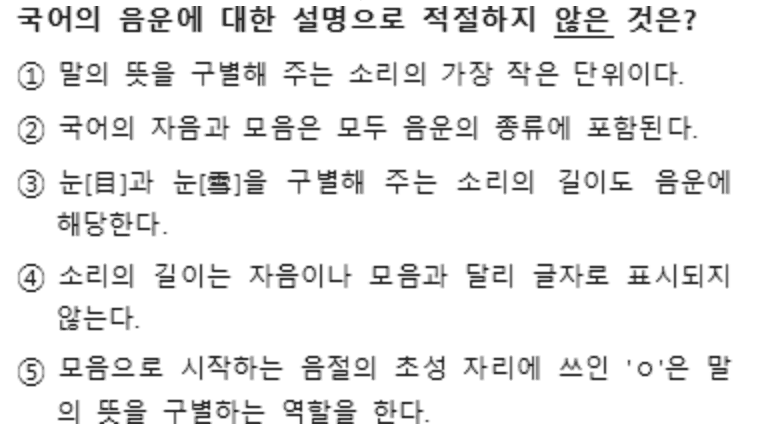 국어의 음운에 대한 설명으로 적절하지 않은 것은?
① 말의 뜻을 구별해 주는 소리의 가장 작은 단위이다.
② 국어의 자음과 모음은 모두 음운의 종류에 포함된다.
③ 눈[目]과 눈[雪]을 구별해 주는 소리의 길이도 음운에
해당한다.
④ 소리의 길이는 자음이나 모음과 달리 글자로 표시되지
않는다.
⑤ 모음으로 시작하는 음절의 초성 자리에 쓰인 'ㅇ'은 말
의 뜻을 구별하는 역할을 한다.